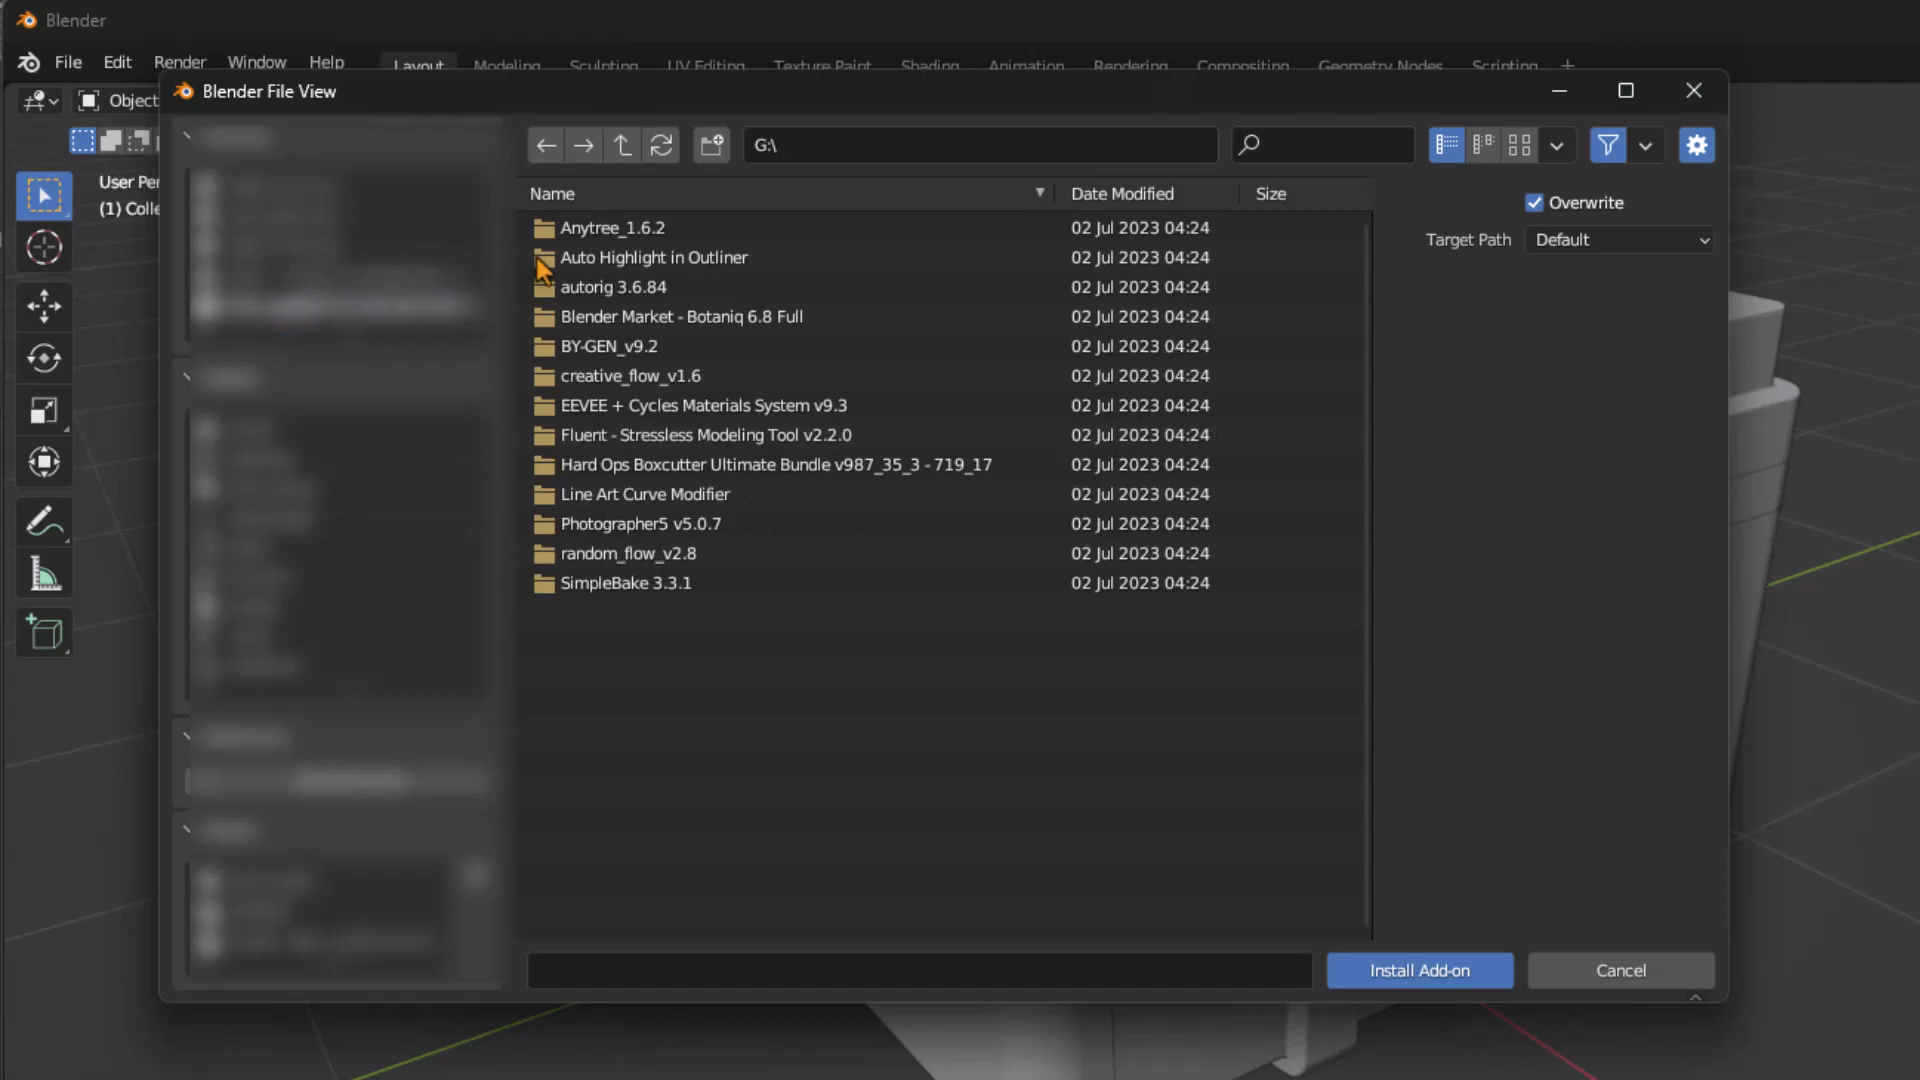 Blender
File Edit Render Window Help Layout Modeling Sculpting UV Editing Texture Paint Shading Animation Rendering Compositing Geometry Nodes Scripting +
Blender File View
Object
User Per
(1) Colle
G:\
Name Date Modified Size
Overwrite
Target Path Default
Anytree_1.6.2 02 Jul 2023 04:24
Auto Highlight in Outliner 02 Jul 2023 04:24
autorig 3.6.84 02 Jul 2023 04:24
Blender Market - Botaniq 6.8 Full 02 Jul 2023 04:24
BY-GEN_v9.2 02 Jul 2023 04:24
creative_flow_v1.6 02 Jul 2023 04:24
EEVEE + Cycles Materials System v9.3 02 Jul 2023 04:24
Fluent - Stressless Modeling Tool v2.2.0 02 Jul 2023 04:24
Hard Ops Boxcutter Ultimate Bundle v987_35_3 - 719_17 02 Jul 2023 04:24
Line Art Curve Modifier 02 Jul 2023 04:24
Photographer5 v5.0.7 02 Jul 2023 04:24
random_flow_v2.8 02 Jul 2023 04:24
SimpleBake 3.3.1 02 Jul 2023 04:24
Install Add-on Cancel